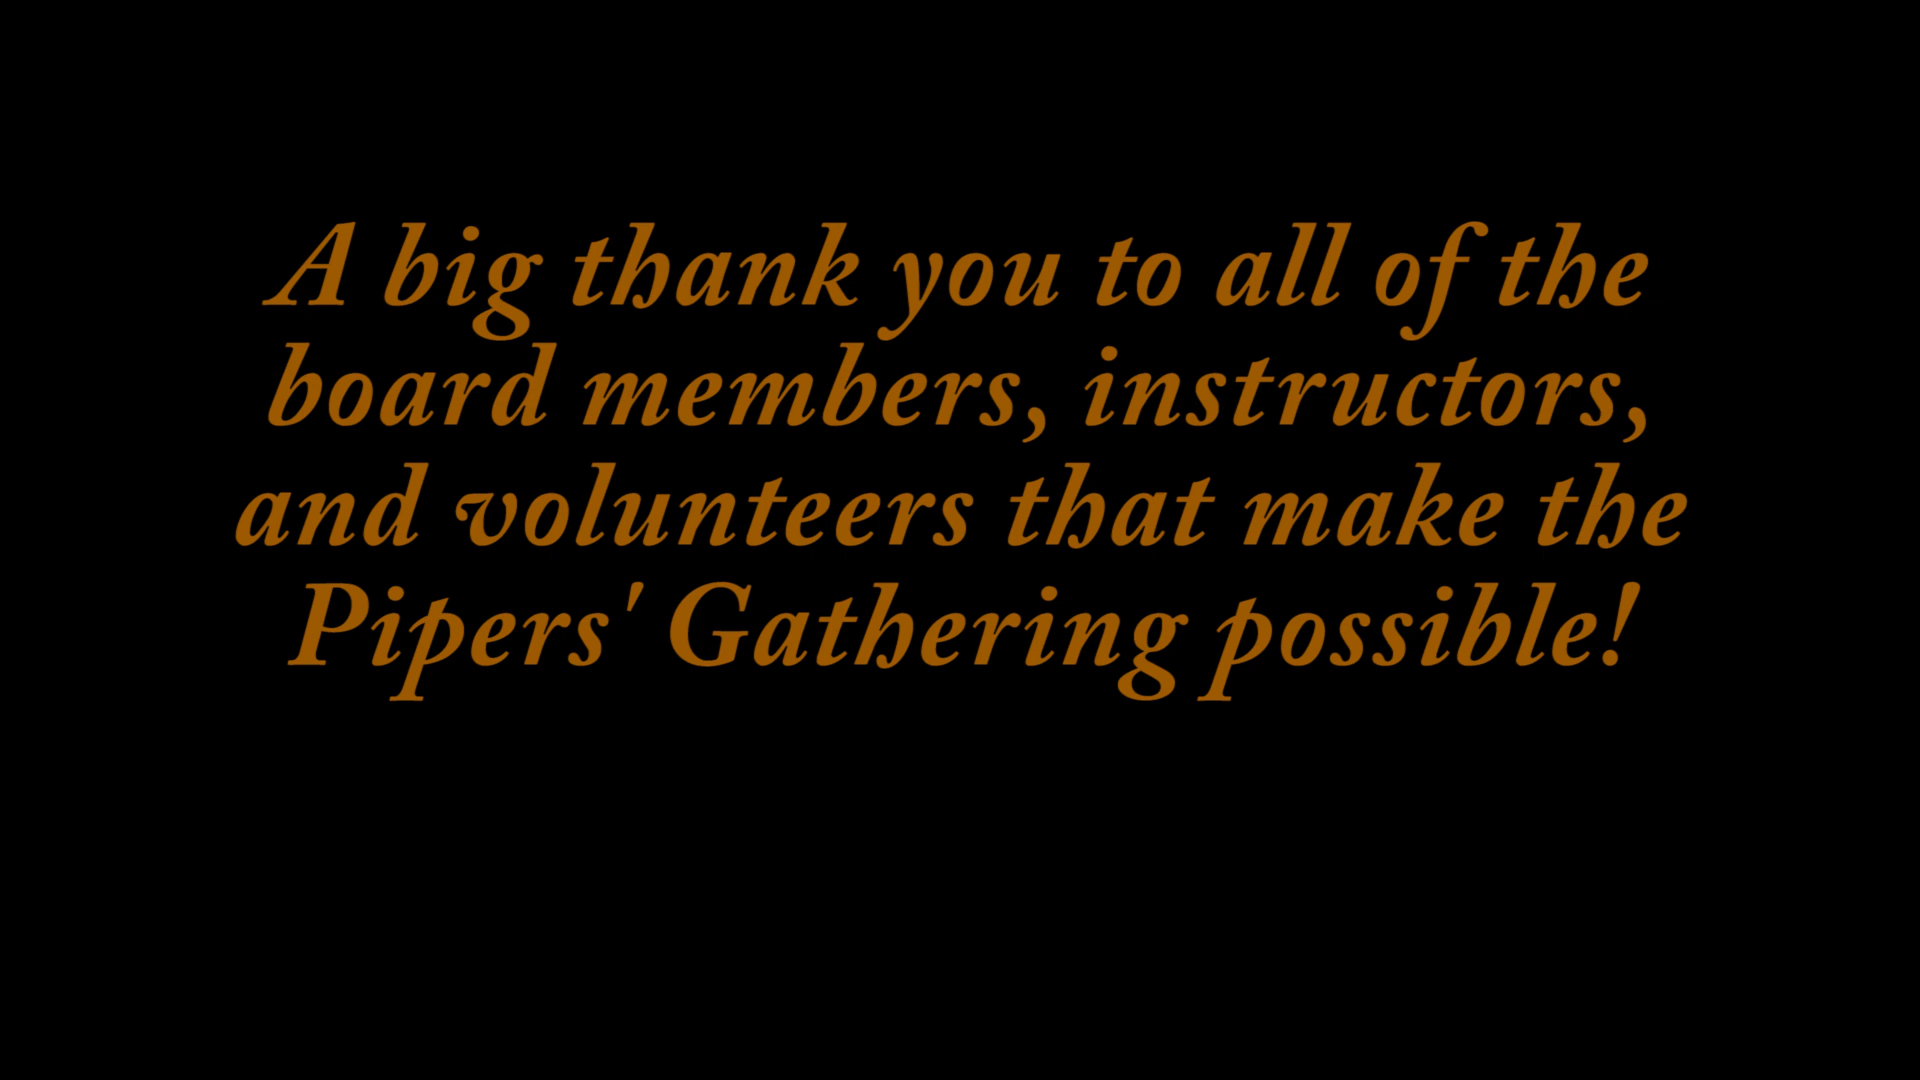 A big thank you to all of the
board members, instructors,
and volunteers that make the
Pipers' Gathering possible!